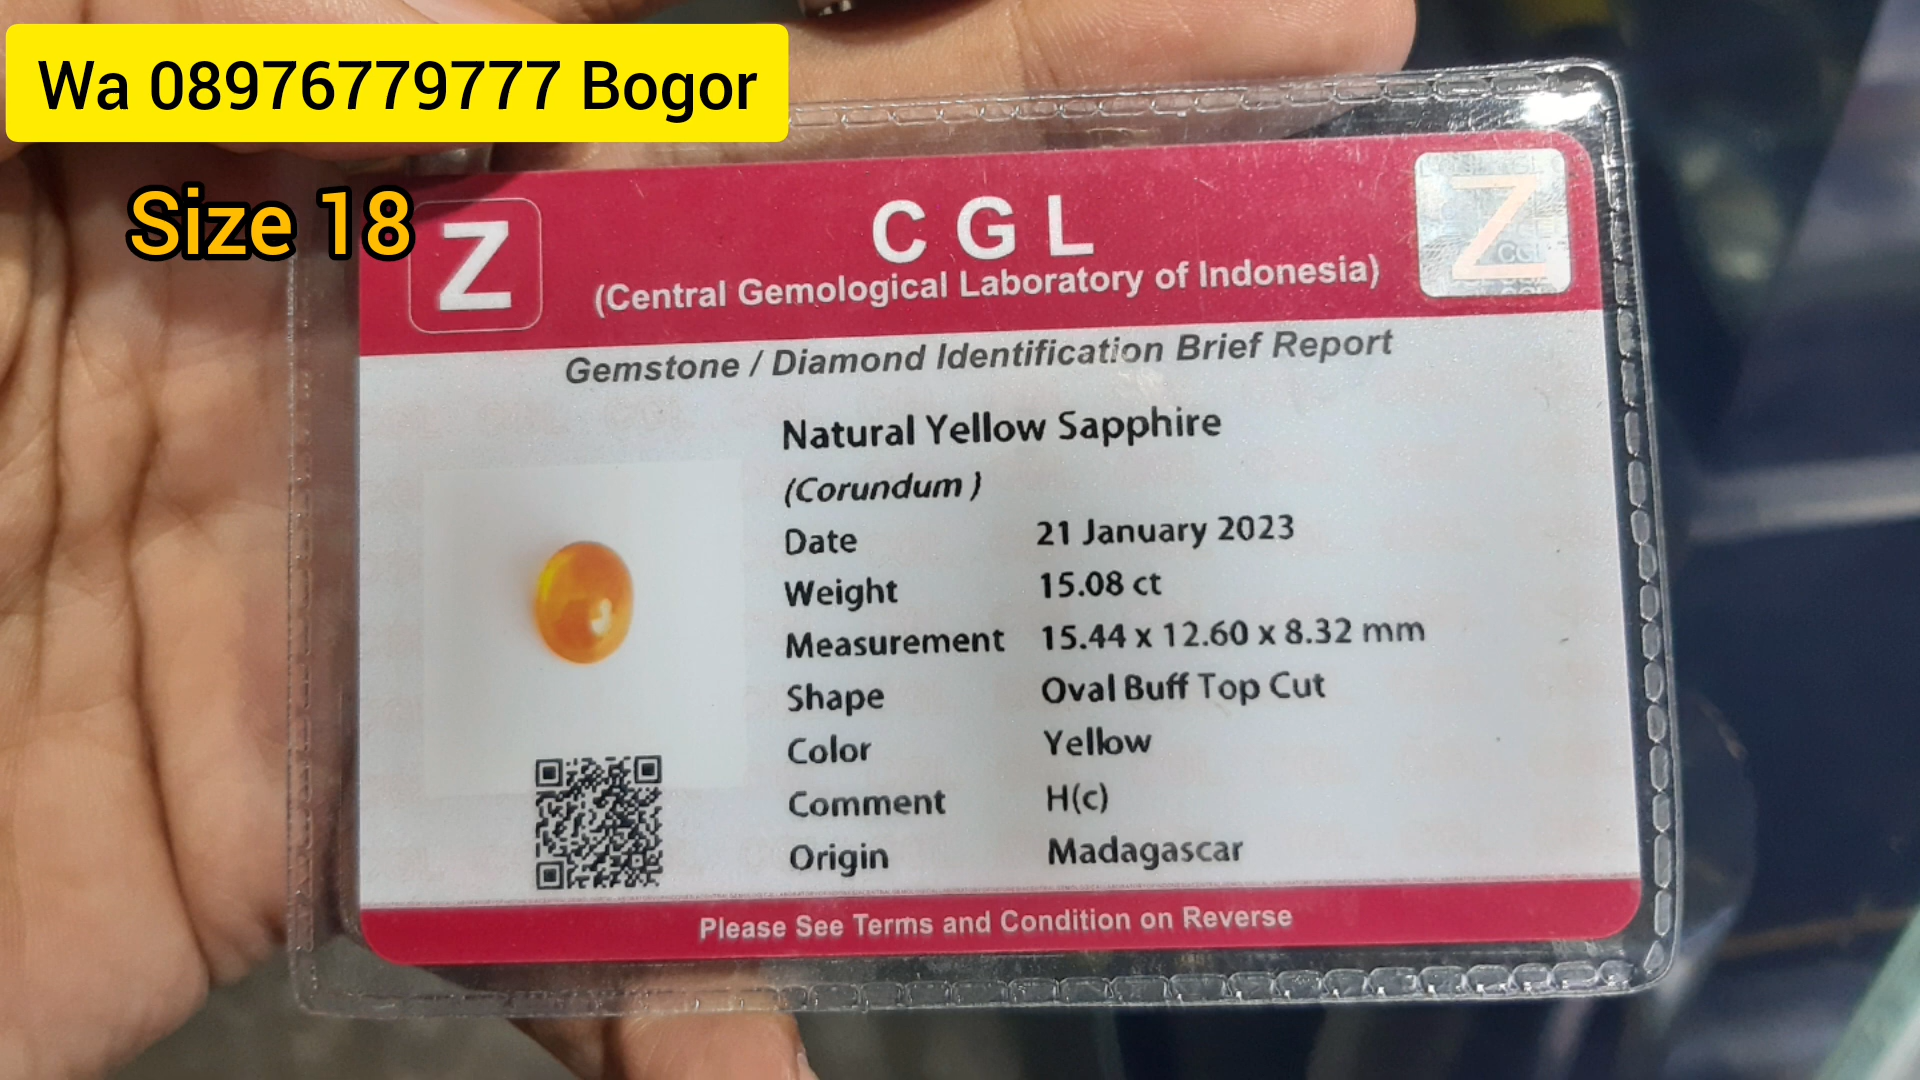 Wa 08976779777 Bogor
Size 18
Z
C G L
Z
CGL
(Central Gemological Laboratory of Indonesia)
Gemstone / Diamond Identification Brief Report
Natural Yellow Sapphire
(Corundum )
Date 21 January 2023
Weight 15.08 ct
Measurement 15.44 x 12.60 x 8.32 mm
Shape Oval Buff Top Cut
Color Yellow
Comment H(c)
Origin Madagascar
Please See Terms and Condition on Reverse